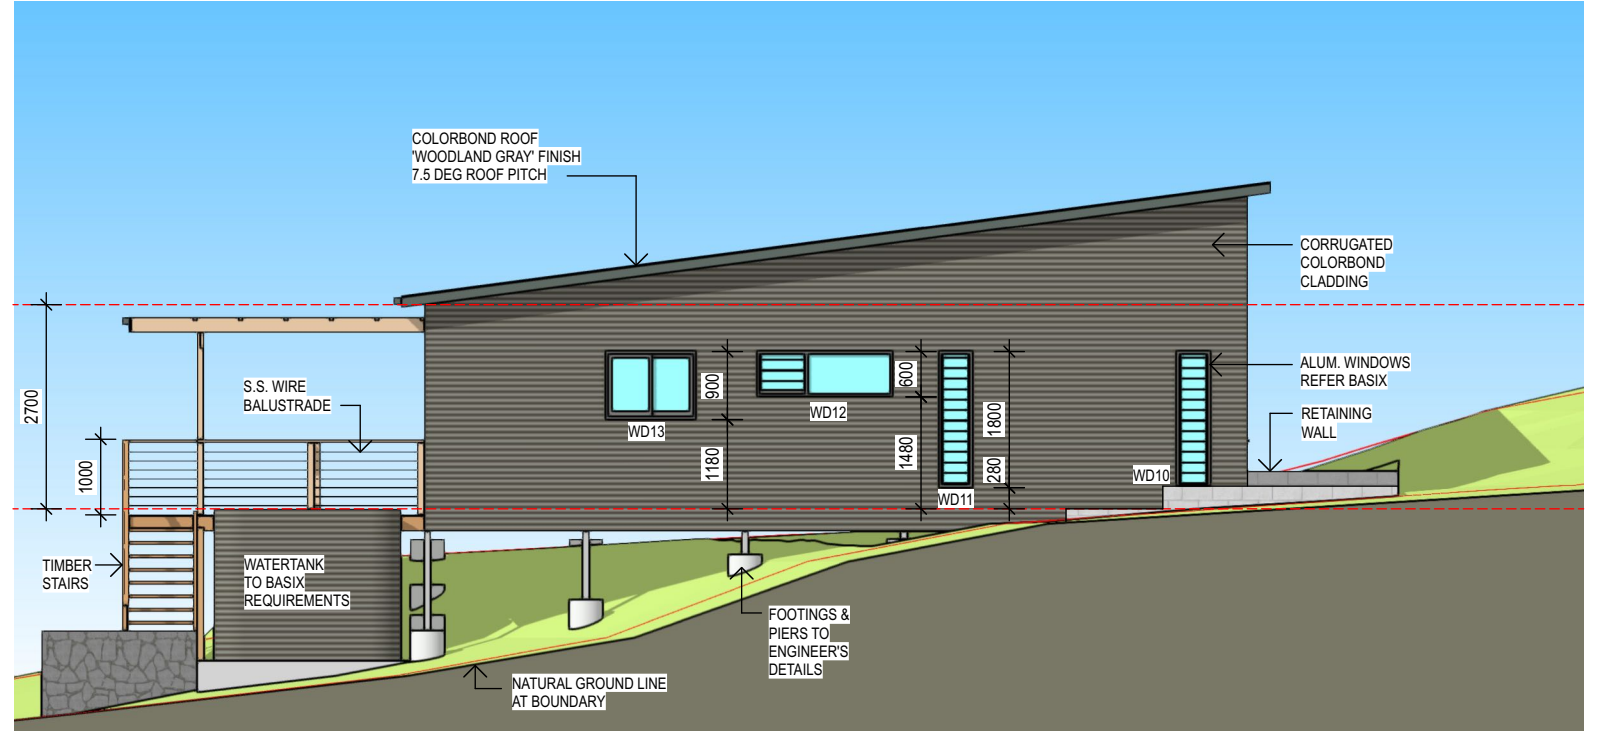 COLORBOND ROOF
'WOODLAND GRAY' FINISH
7.5 DEG ROOF PITCH
CORRUGATED
COLORBOND
CLADDING
2700
S.S. WIRE
BALUSTRADE
1000
900
1180
WD13
WD12
600
1480
WD11
1800
280
WD10
ALUM. WINDOWS
REFER BASIX
RETAINING
WALL
TIMBER
STAIRS
WATERTANK
TO BASIX
REQUIREMENTS
FOOTINGS &
PIERS TO
ENGINEER'S
DETAILS
NATURAL GROUND LINE
AT BOUNDARY